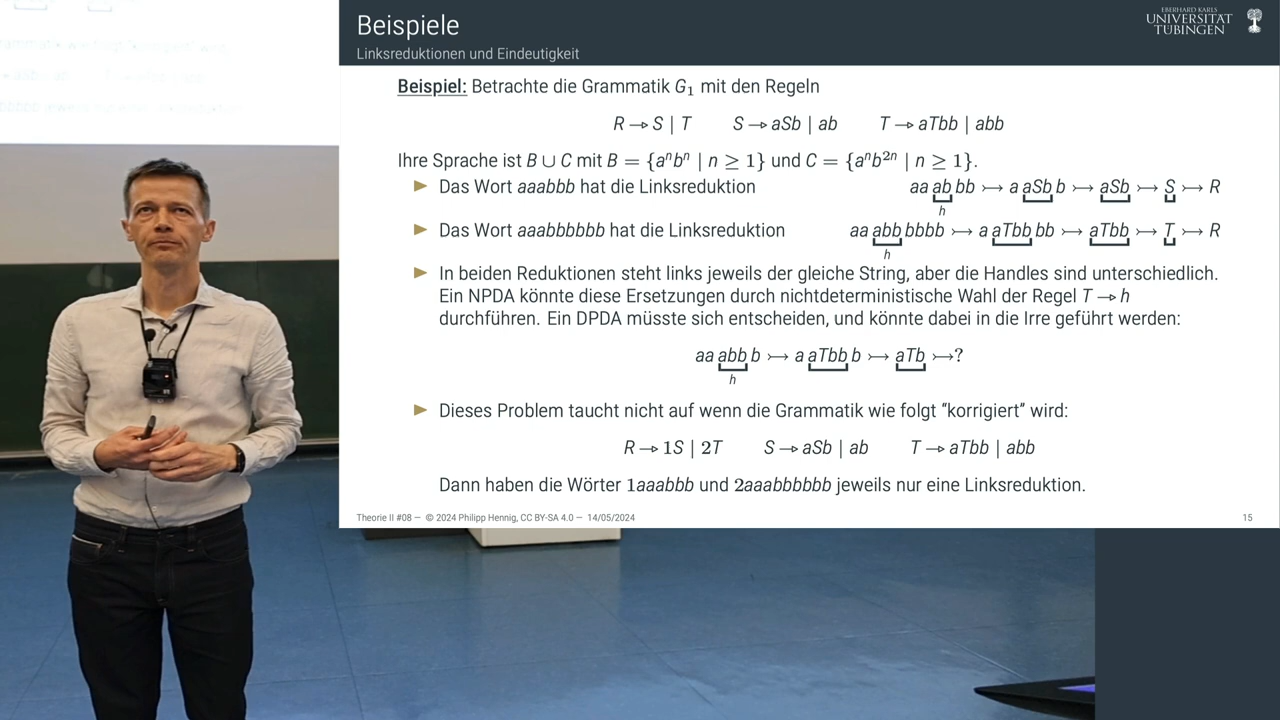 Beispiele
Linksreduktionen und Eindeutigkeit
EBERHARD KARLS
UNIVERSITÄT
TÜBINGEN
Beispiel: Betrachte die Grammatik G₁ mit den Regeln
R → S | T S → aSb | ab T → aTbb | abb
Ihre Sprache ist B ∪ C mit B = {aⁿbⁿ | n ≥ 1} und C = {aⁿb²ⁿ | n ≥ 1}.
Das Wort aaabbb hat die Linksreduktion aa ab bb ↣ a aSb b ↣ aSb ↣ S ↣ R
h
Das Wort aaabbbbbb hat die Linksreduktion aa abb bbbb ↣ a aTbb bb ↣ aTbb ↣ T ↣ R
h
In beiden Reduktionen steht links jeweils der gleiche String, aber die Handles sind unterschiedlich.
Ein NPDA könnte diese Ersetzungen durch nichtdeterministische Wahl der Regel T → h
durchführen. Ein DPDA müsste sich entscheiden, und könnte dabei in die Irre geführt werden:
aa abb b ↣ a aTbb b ↣ aTb ↣?
h
Dieses Problem taucht nicht auf wenn die Grammatik wie folgt "korrigiert" wird:
R → 1S | 2T S → aSb | ab T → aTbb | abb
Dann haben die Wörter 1aaabbb und 2aaabbbbbb jeweils nur eine Linksreduktion.
Theorie II #08 — © 2024 Philipp Hennig, CC BY-SA 4.0 — 14/05/2024 15